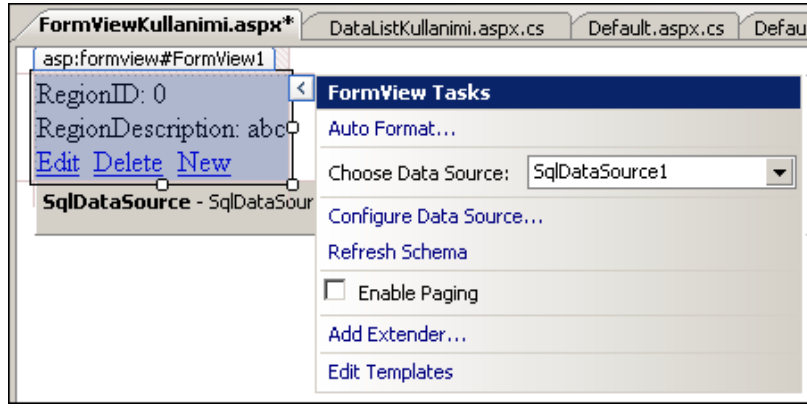 FormViewKullanimi.aspx* DataListKullanimi.aspx.cs Default.aspx.cs Defau
asp:formview#FormView1
RegionID: 0
RegionDescription: abc
Edit Delete New
SqlDataSource - SqlDataSour
FormView Tasks
Auto Format...
Choose Data Source: SqlDataSource1
Configure Data Source...
Refresh Schema
Enable Paging
Add Extender...
Edit Templates